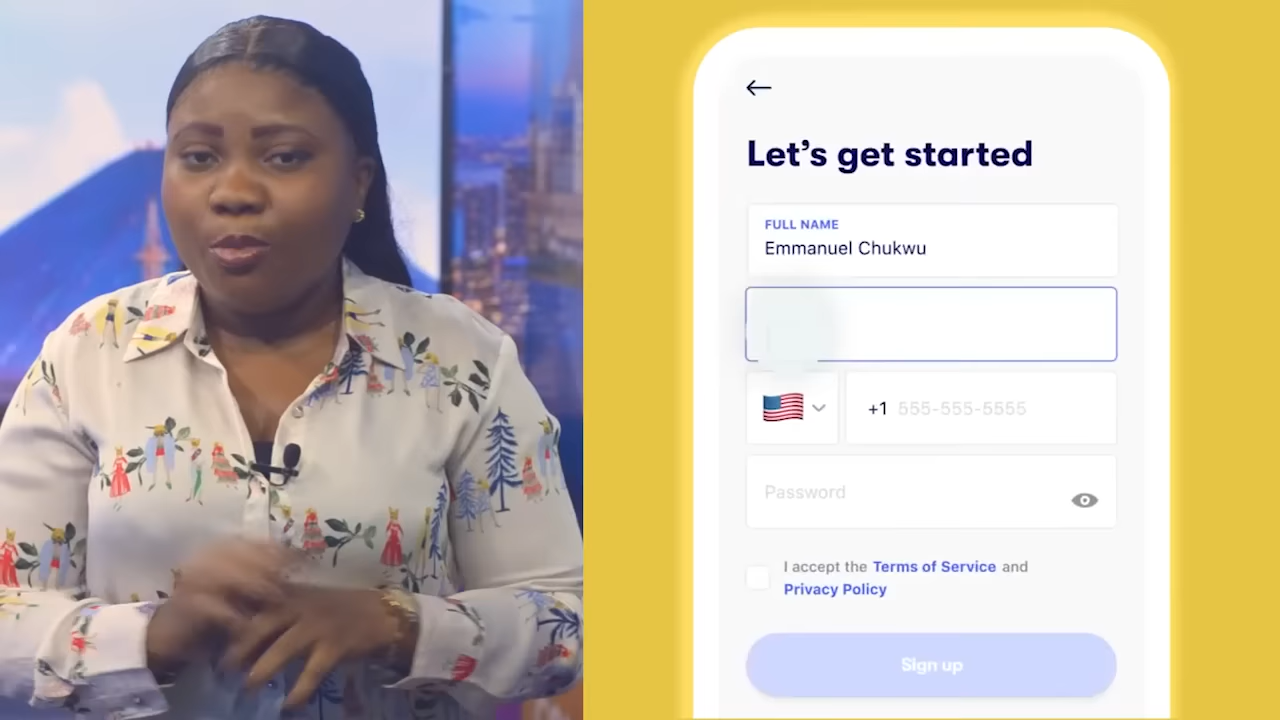 Let's get started
FULL NAME
Emmanuel Chukwu
+1 555-555-5555
Password
I accept the Terms of Service and
Privacy Policy
Sign up